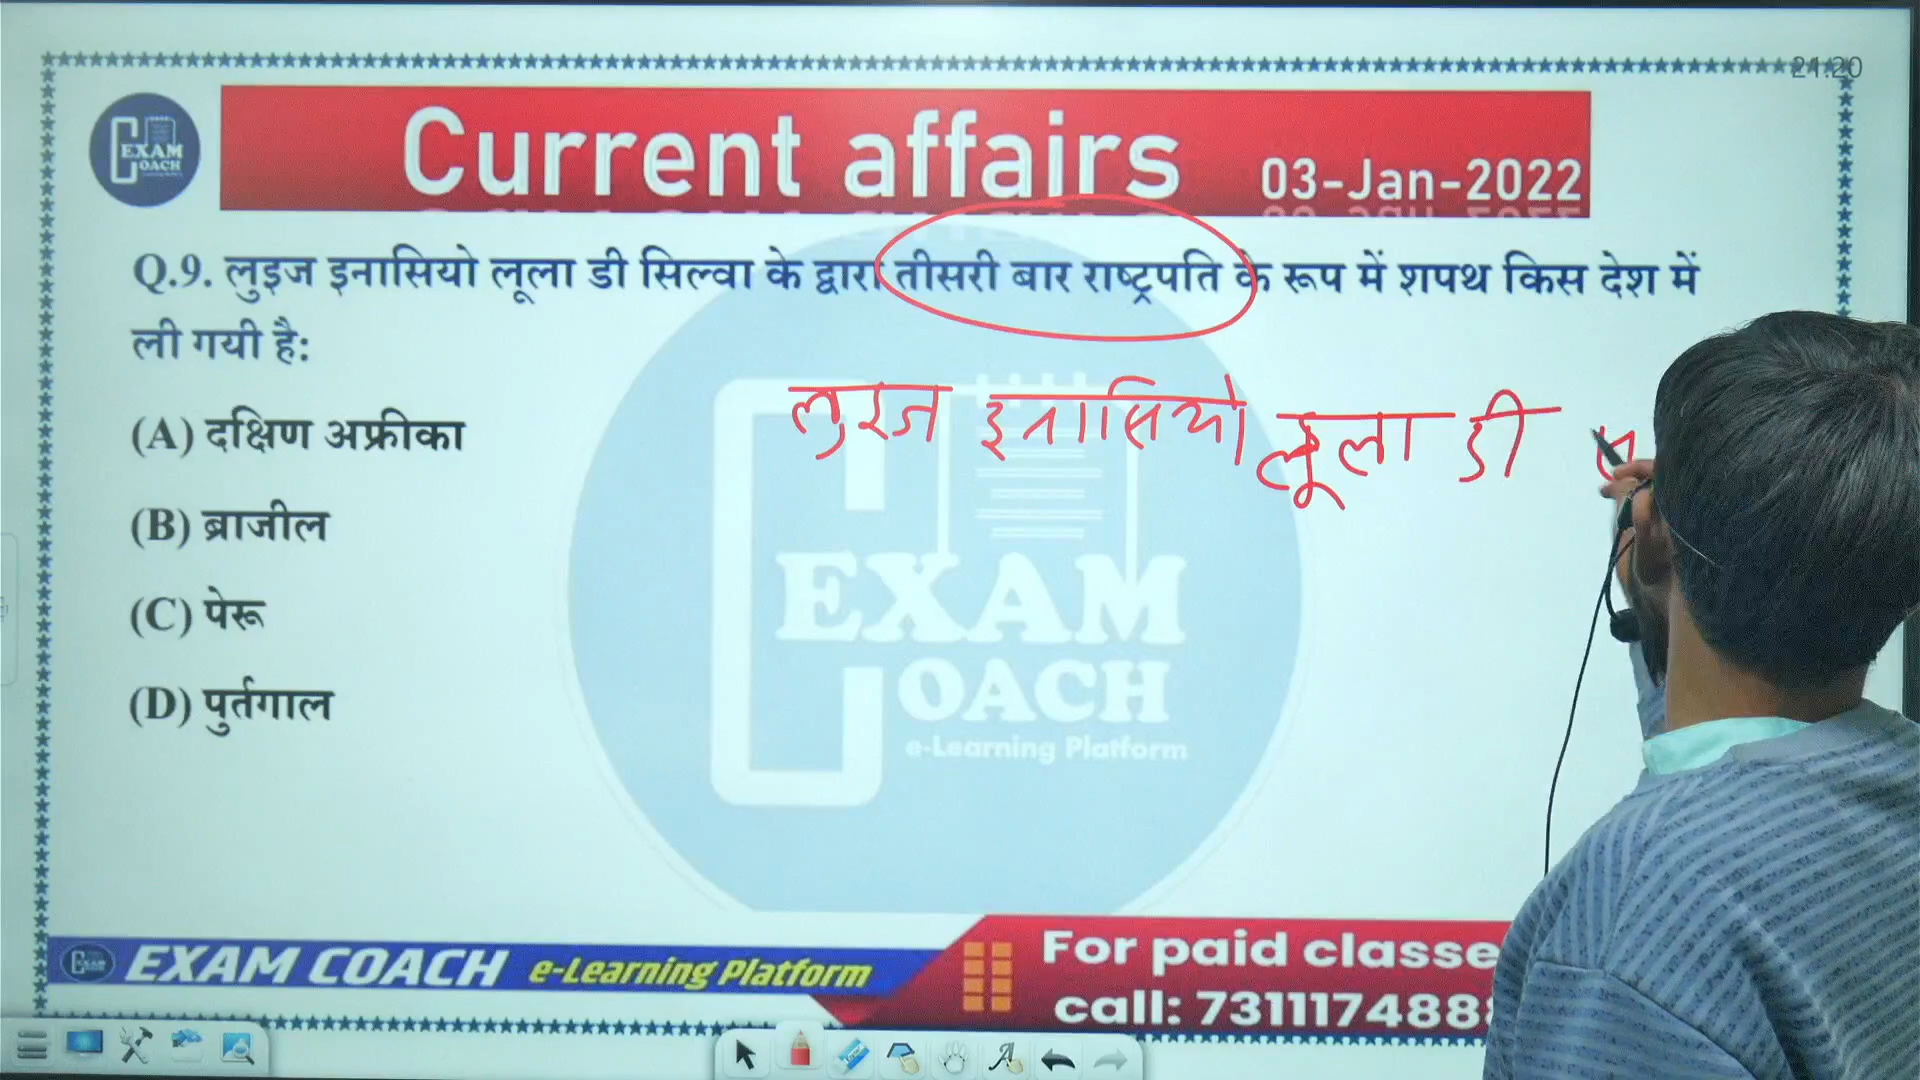 21:20
EXAM
COACH
Current affairs 03-Jan-2022
Q.9. लुइज इनासियो लूला डी सिल्वा के द्वारा तीसरी बार राष्ट्रपति के रूप में शपथ किस देश में
ली गयी है:
लुइज इनासियो लूला डी
(A) दक्षिण अफ्रीका
(B) ब्राजील
(C) पेरू
(D) पुर्तगाल
EXAM
COACH
e-Learning Platform
EXAM COACH e-Learning Platform
For paid classe
call: 731117488